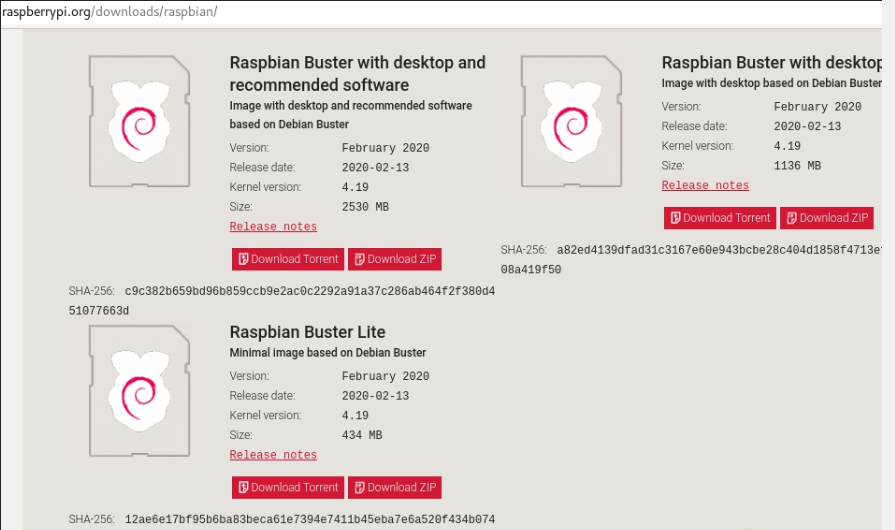 raspberrypi.org/downloads/raspbian/
Raspbian Buster with desktop and
recommended software
Image with desktop and recommended software
based on Debian Buster
Version: February 2020
Release date: 2020-02-13
Kernel version: 4.19
Size: 2530 MB
Release notes
Download Torrent Download ZIP
SHA-256: c9c382b659bd96b859ccb9e2ac0c2292a91a37c286ab464f2f380d4
51077663d
Raspbian Buster with desktop
Image with desktop based on Debian Buster
Version: February 2020
Release date: 2020-02-13
Kernel version: 4.19
Size: 1136 MB
Release notes
Download Torrent Download ZIP
SHA-256: a82ed4139dfad31c3167e60e943bcbe28c404d1858f4713e
08a419f50
Raspbian Buster Lite
Minimal image based on Debian Buster
Version: February 2020
Release date: 2020-02-13
Kernel version: 4.19
Size: 434 MB
Release notes
Download Torrent Download ZIP
SHA-256: 12ae6e17bf95b6ba83beca61e7394e7411b45eba7e6a520f434b074